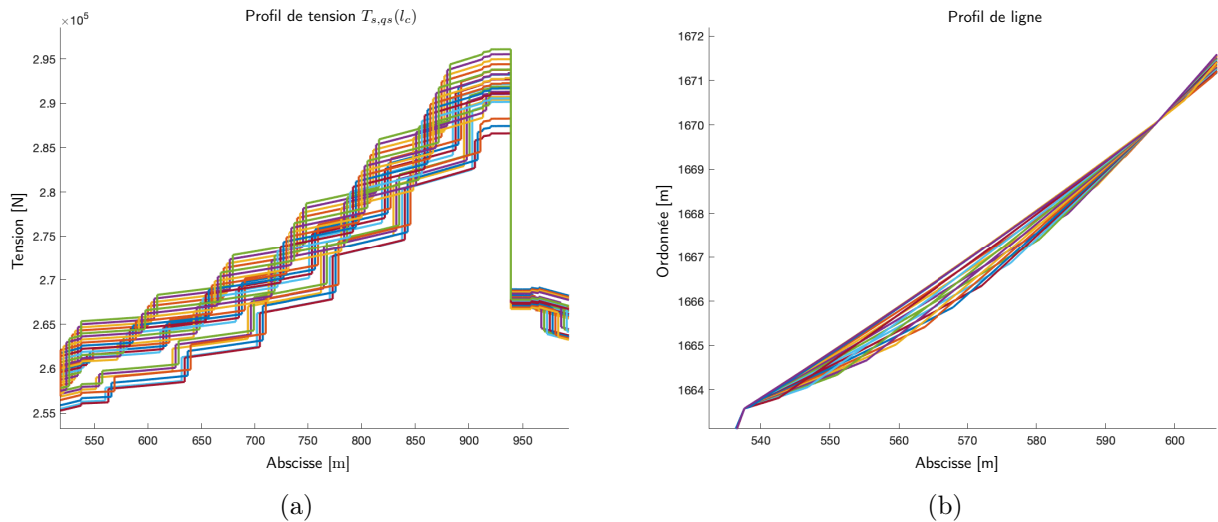 Profil de tension T_{s,qs}(l_c)
×10^5
2.95
2.9
2.85
2.8
2.75
2.7
2.65
2.6
2.55
Tension [N]
550 600 650 700 750 800 850 900 950
Abscisse [m]
(a)
Profil de ligne
1672
1671
1670
1669
1668
1667
1666
1665
1664
Ordonnée [m]
540 550 560 570 580 590 600
Abscisse [m]
(b)